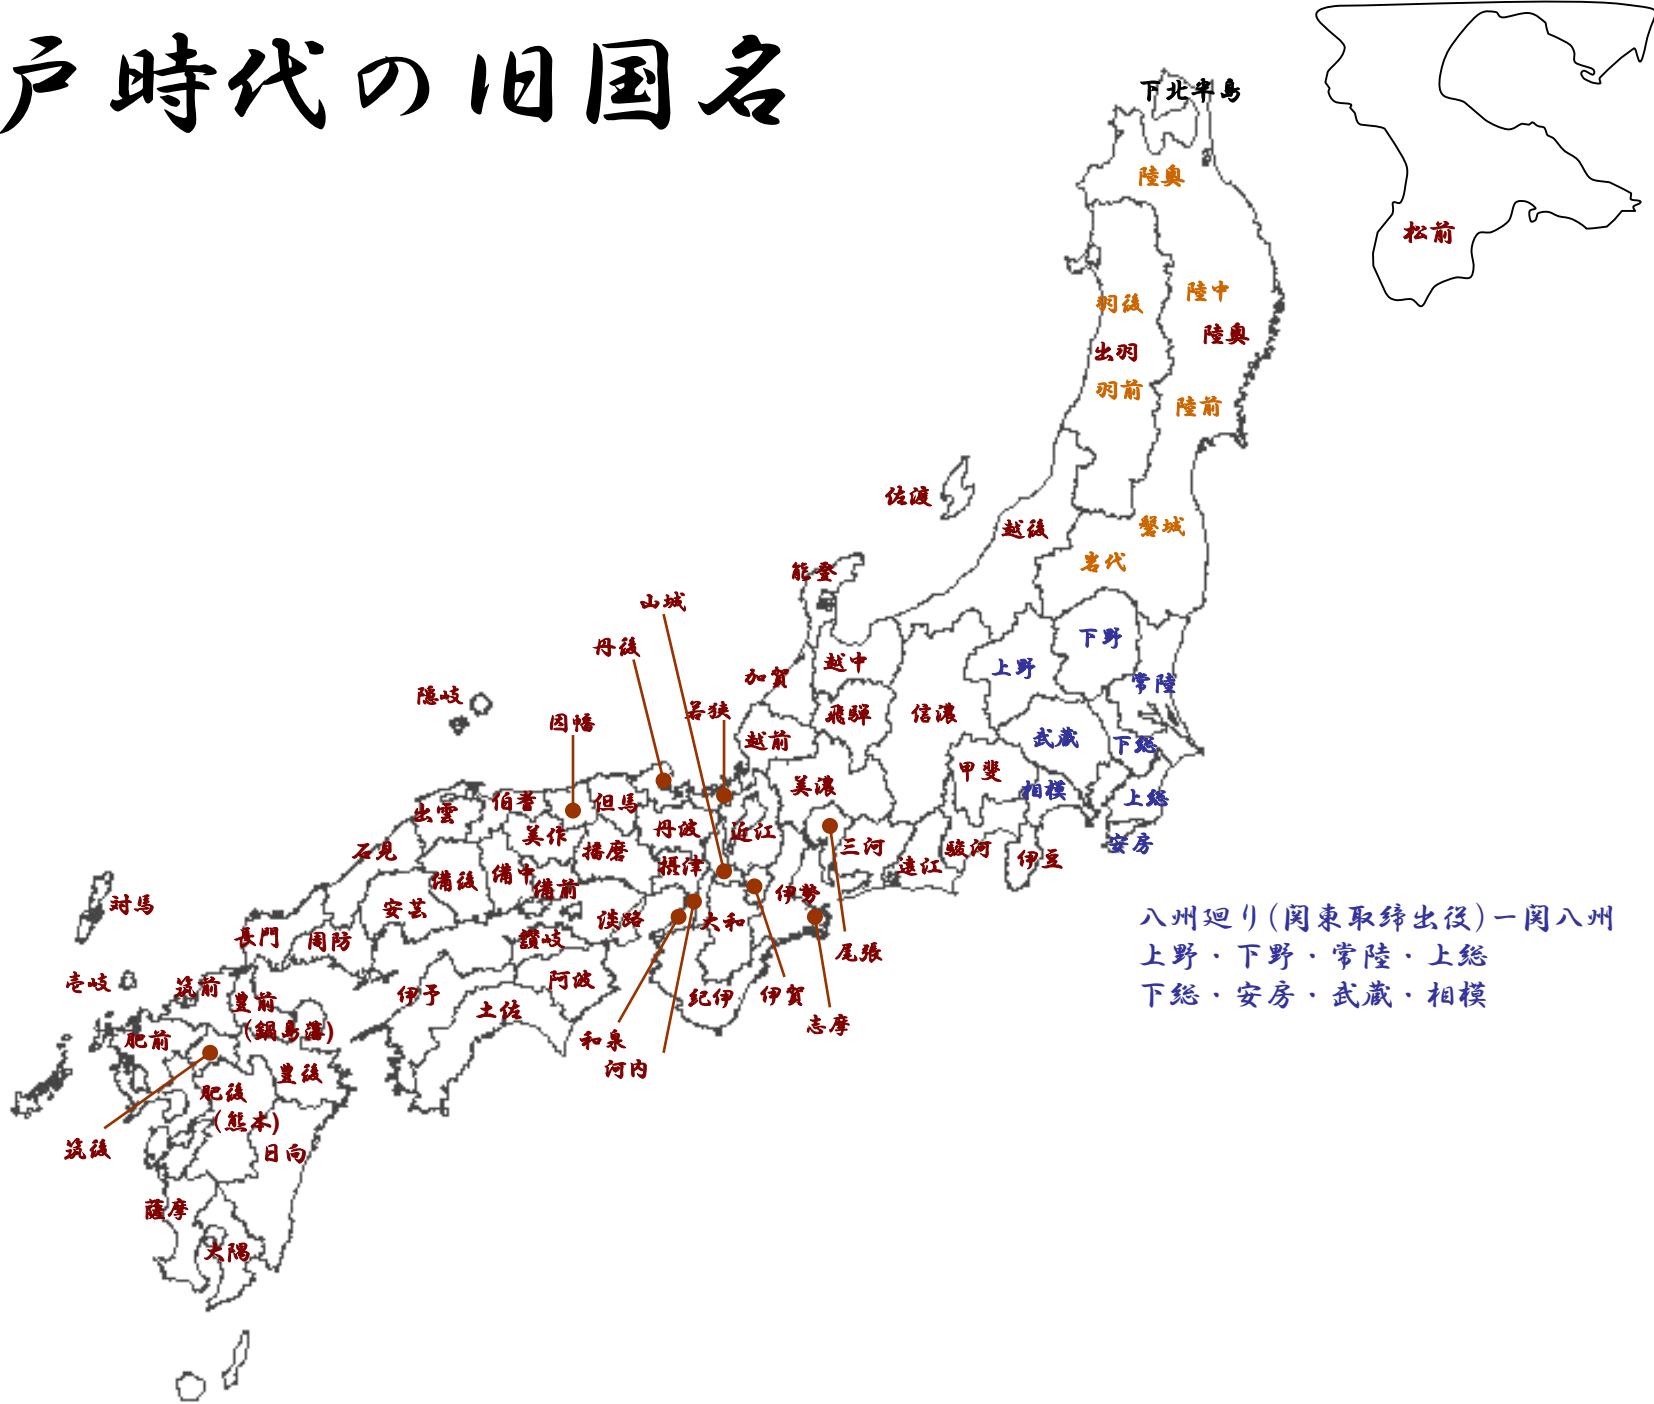 戸時代の旧国名
下北半島
陸奥
松前
羽後
陸中
陸奥
出羽
羽前
陸前
佐渡
越後
磐城
岩代
能登
山城
丹後
下野
上野
越中
加賀
常陸
隠岐
因幡
若狭
飛騨
信濃
越前
武蔵
下総
甲斐
美濃
相模
上総
出雲
伯耆
但馬
美作
丹波
近江
石見
播磨
摂津
三河
遠江
駿河
伊豆
安房
備後
備中
備前
伊勢
対馬
安芸
淡路
大和
長門
周防
讃岐
尾張
八州廻り(関東取締出役)ー関八州
上野・下野・常陸・上総
下総・安房・武蔵・相模
壱岐
筑前
豊前
(鍋島藩)
伊予
阿波
土佐
紀伊
伊賀
志摩
肥前
和泉
河内
豊後
肥後
(熊本)
筑後
日向
薩摩
大隅